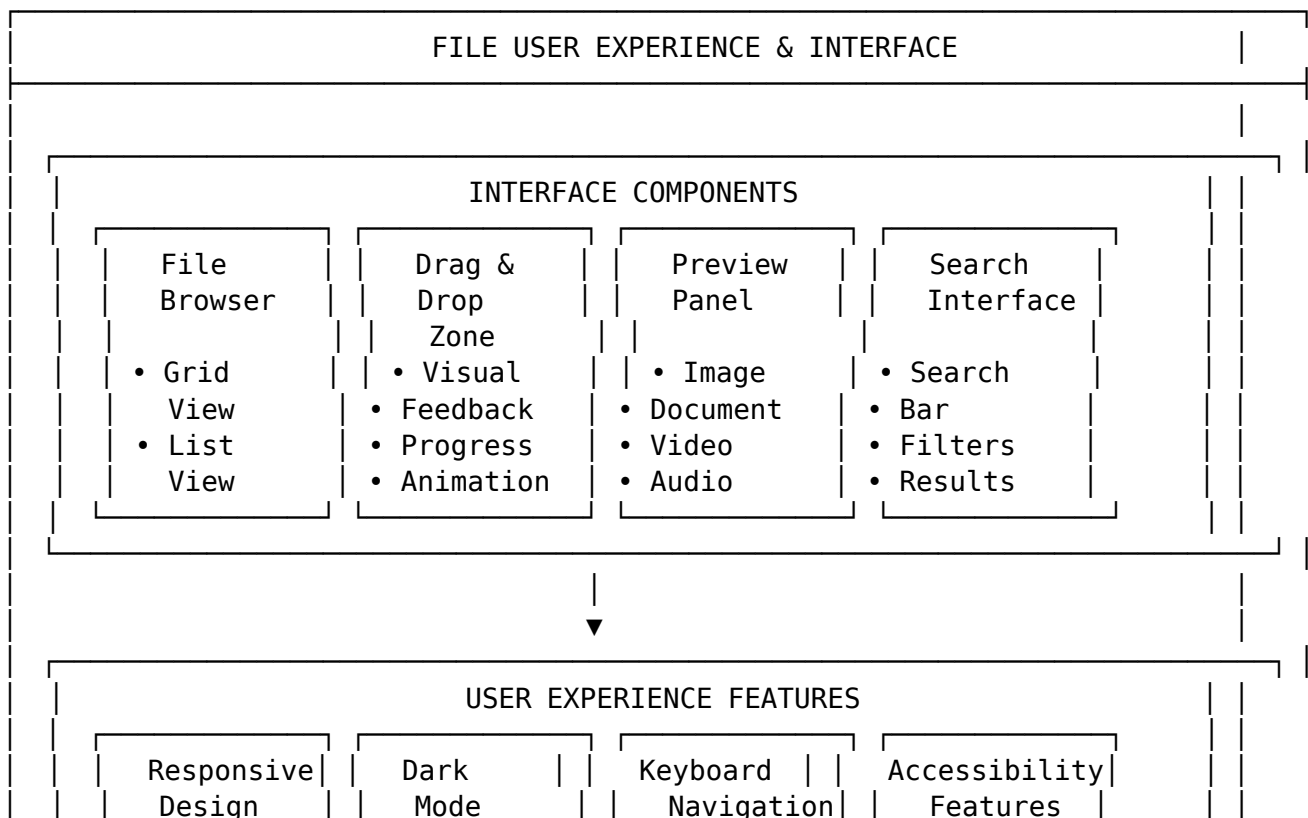 FILE USER EXPERIENCE & INTERFACE
INTERFACE COMPONENTS
File Drag & Preview Search
Browser Drop Panel Interface
Zone
• Grid • Visual • Image • Search
View • Feedback • Document • Bar
• List • Progress • Video • Filters
View • Animation • Audio • Results
▼
USER EXPERIENCE FEATURES
Responsive Dark Keyboard Accessibility
Design Mode Navigation Features